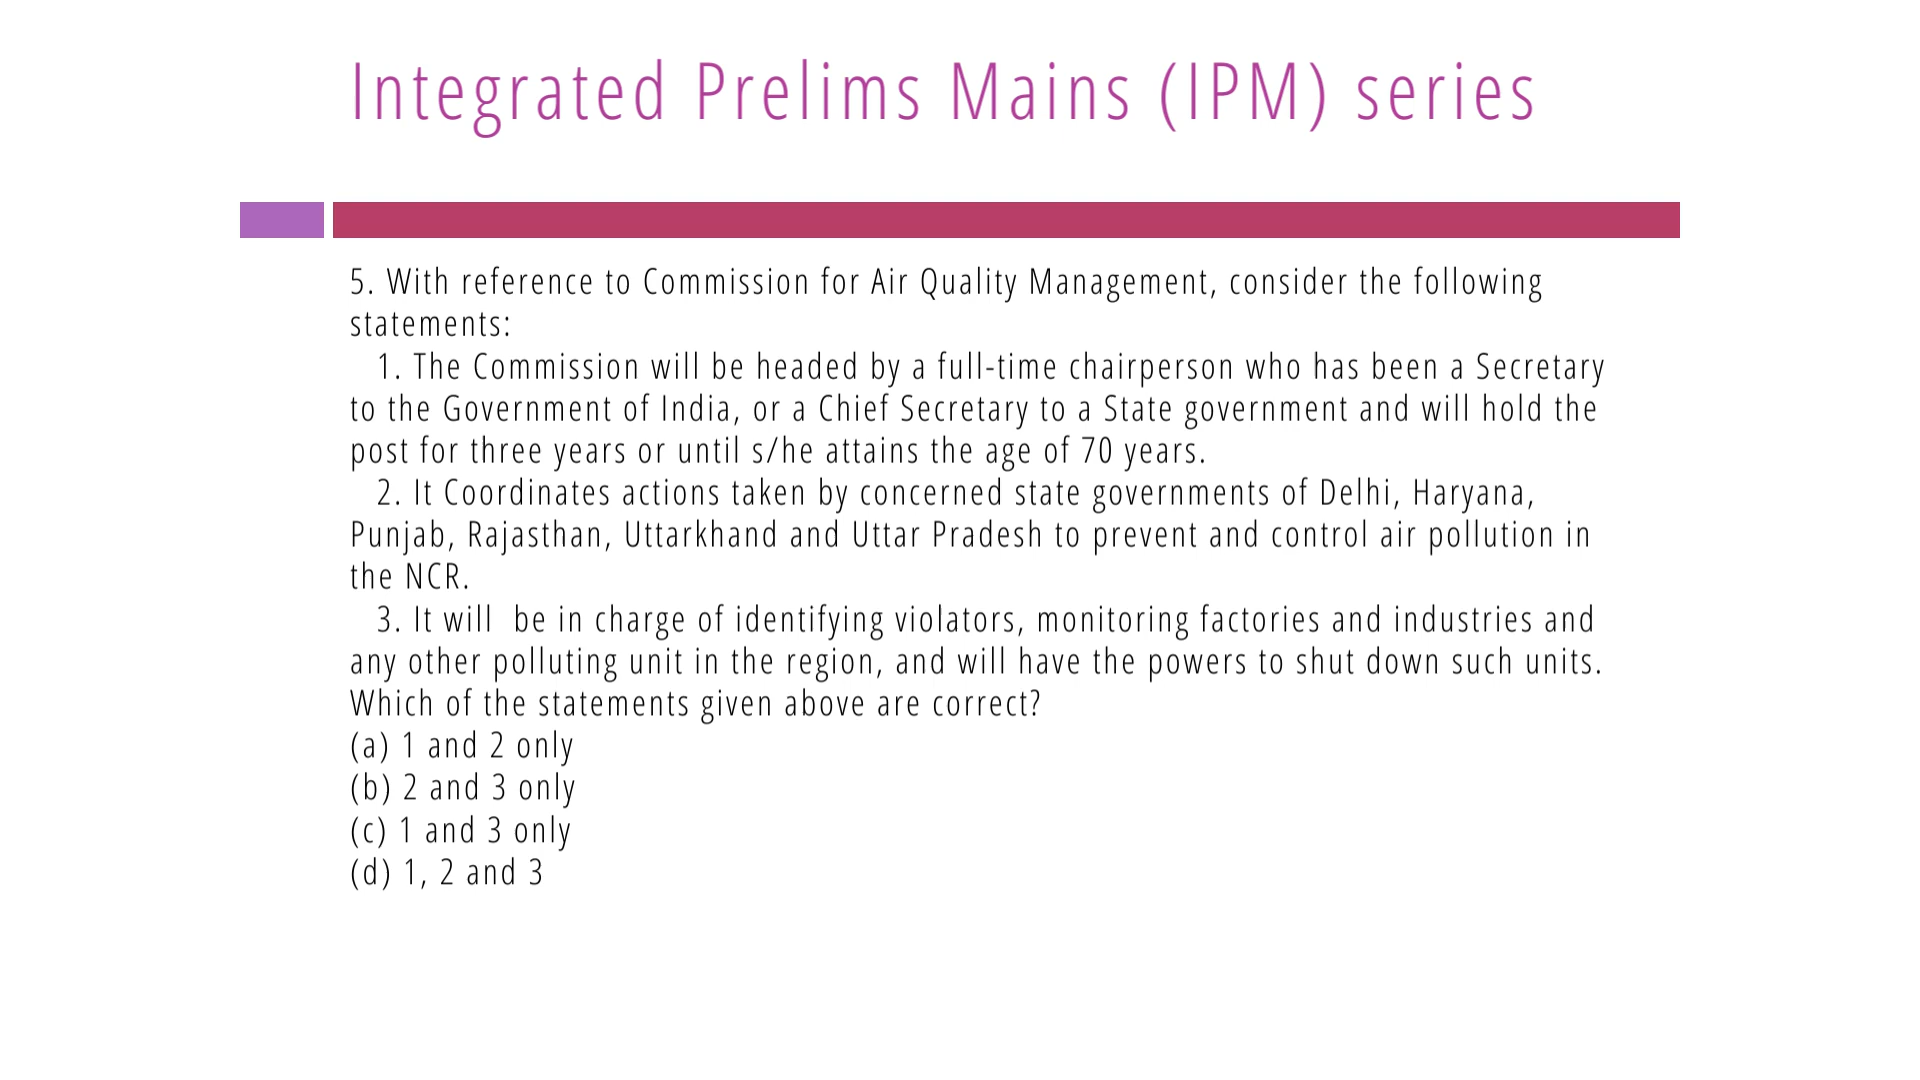 Integrated Prelims Mains (IPM) series
5. With reference to Commission for Air Quality Management, consider the following
statements:
1. The Commission will be headed by a full-time chairperson who has been a Secretary
to the Government of India, or a Chief Secretary to a State government and will hold the
post for three years or until s/he attains the age of 70 years.
2. It Coordinates actions taken by concerned state governments of Delhi, Haryana,
Punjab, Rajasthan, Uttarkhand and Uttar Pradesh to prevent and control air pollution in
the NCR.
3. It will  be in charge of identifying violators, monitoring factories and industries and
any other polluting unit in the region, and will have the powers to shut down such units.
Which of the statements given above are correct?
(a) 1 and 2 only
(b) 2 and 3 only
(c) 1 and 3 only
(d) 1, 2 and 3